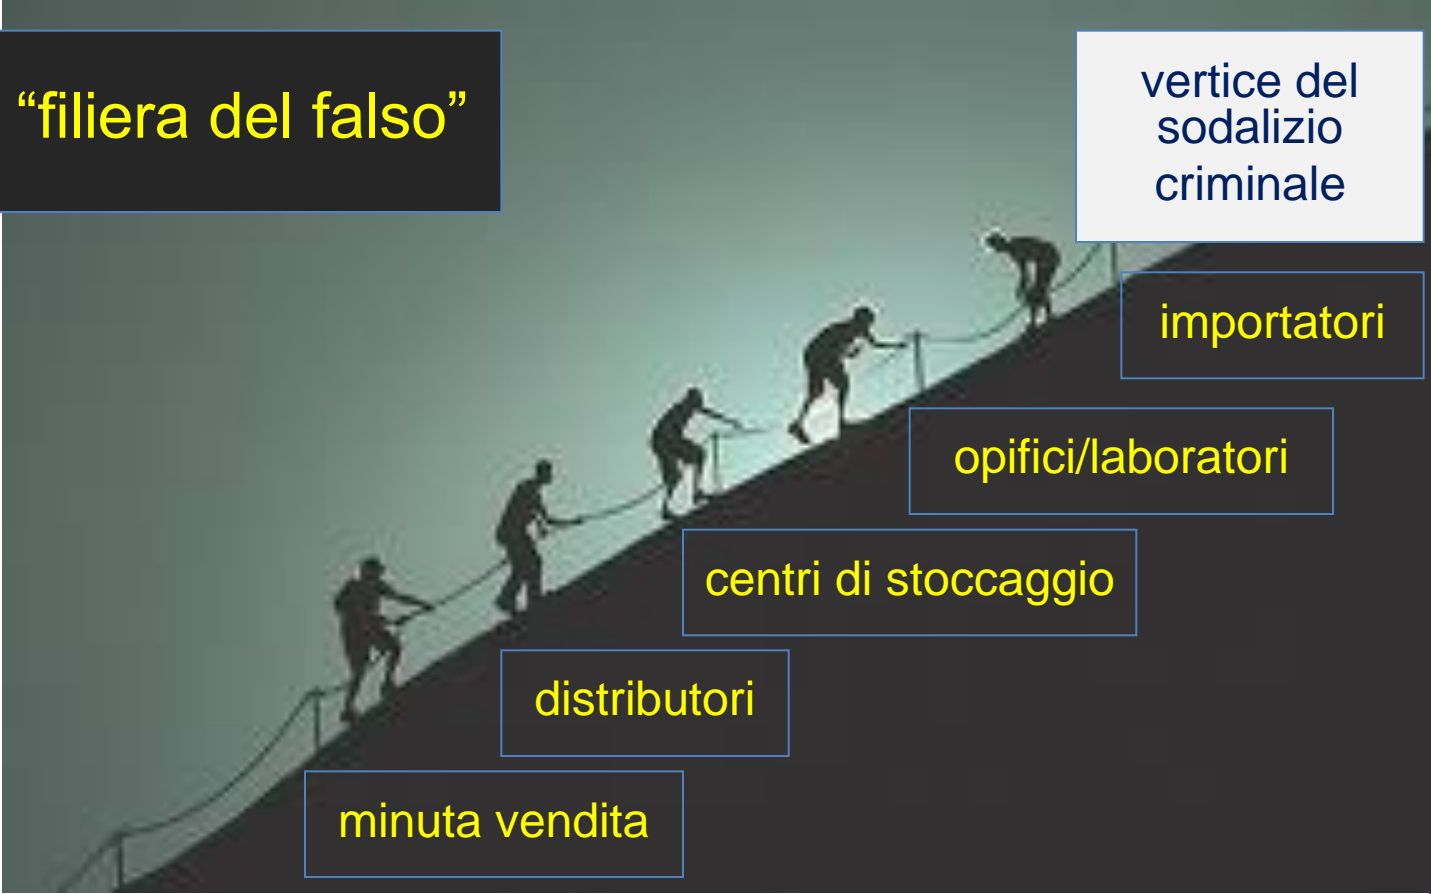 “filiera del falso”
vertice del
sodalizio
criminale
importatori
opifici/laboratori
centri di stoccaggio
distributori
minuta vendita